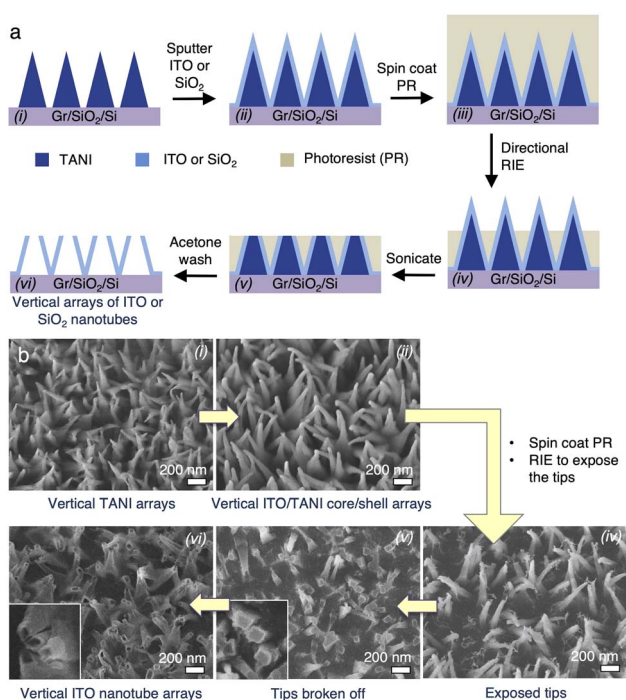 a
Sputter
ITO or
SiO₂
Spin coat
PR
(i)
Gr/SiO₂/Si
(ii)
Gr/SiO₂/Si
(iii)
Gr/SiO₂/Si
TANI
ITO or SiO₂
Photoresist (PR)
Directional
RIE
(vi)
Gr/SiO₂/Si
Acetone
wash
(v)
Gr/SiO₂/Si
Sonicate
(iv)
Gr/SiO₂/Si
Vertical arrays of ITO or
SiO₂ nanotubes
b
(i)
200 nm
(ii)
200 nm
Vertical TANI arrays
Vertical ITO/TANI core/shell arrays
• Spin coat PR
• RIE to expose
the tips
(vi)
200 nm
(v)
200 nm
(iv)
200 nm
Vertical ITO nanotube arrays
Tips broken off
Exposed tips